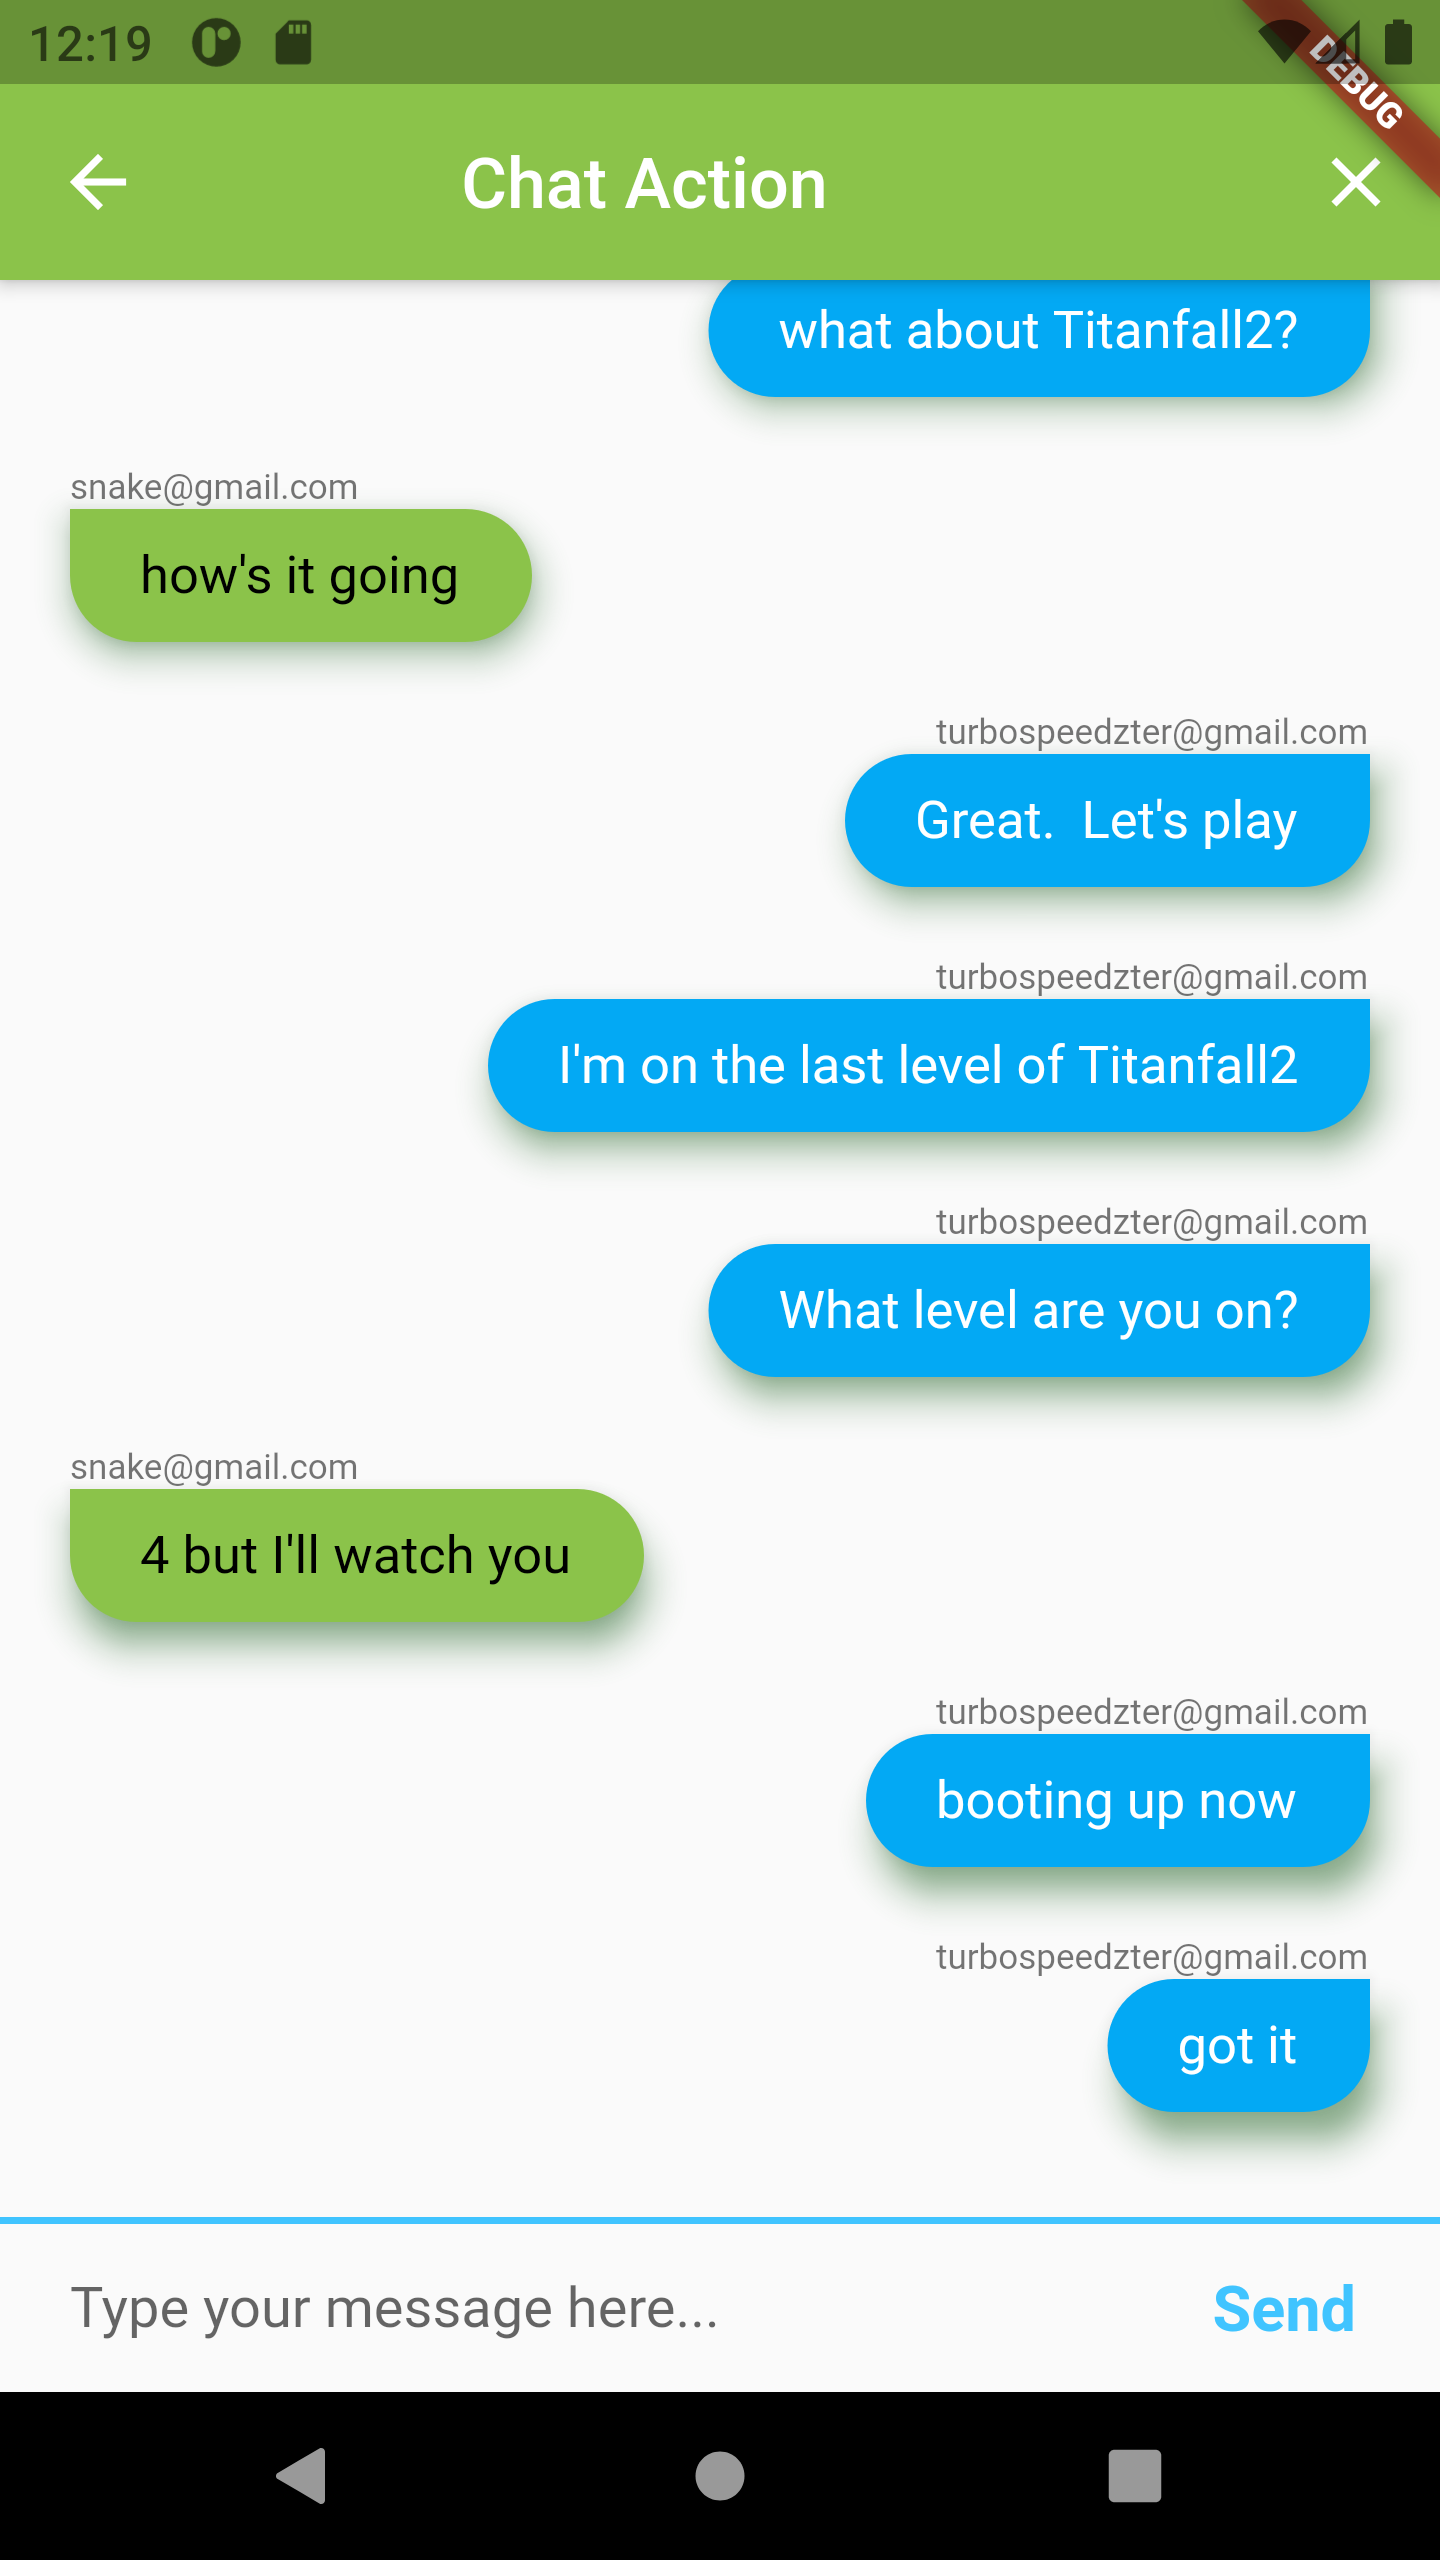 12:19
DEBUG
Chat Action
what about Titanfall2?
snake@gmail.com
how's it going
turbospeedzter@gmail.com
Great.  Let's play
turbospeedzter@gmail.com
I'm on the last level of Titanfall2
turbospeedzter@gmail.com
What level are you on?
snake@gmail.com
4 but I'll watch you
turbospeedzter@gmail.com
booting up now
turbospeedzter@gmail.com
got it
Type your message here...
Send